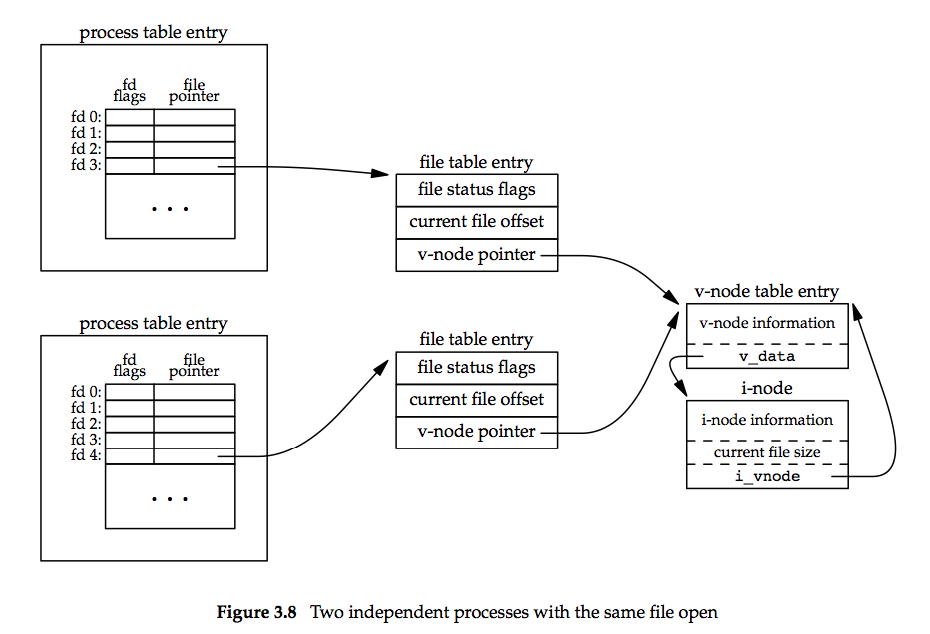 process table entry
fd
flags
file
pointer
fd 0:
fd 1:
fd 2:
fd 3:
. . .
file table entry
file status flags
current file offset
v-node pointer
process table entry
fd
flags
file
pointer
fd 0:
fd 1:
fd 2:
fd 3:
fd 4:
. . .
file table entry
file status flags
current file offset
v-node pointer
v-node table entry
v-node information
v_data
i-node
i-node information
current file size
i_vnode
Figure 3.8 Two independent processes with the same file open